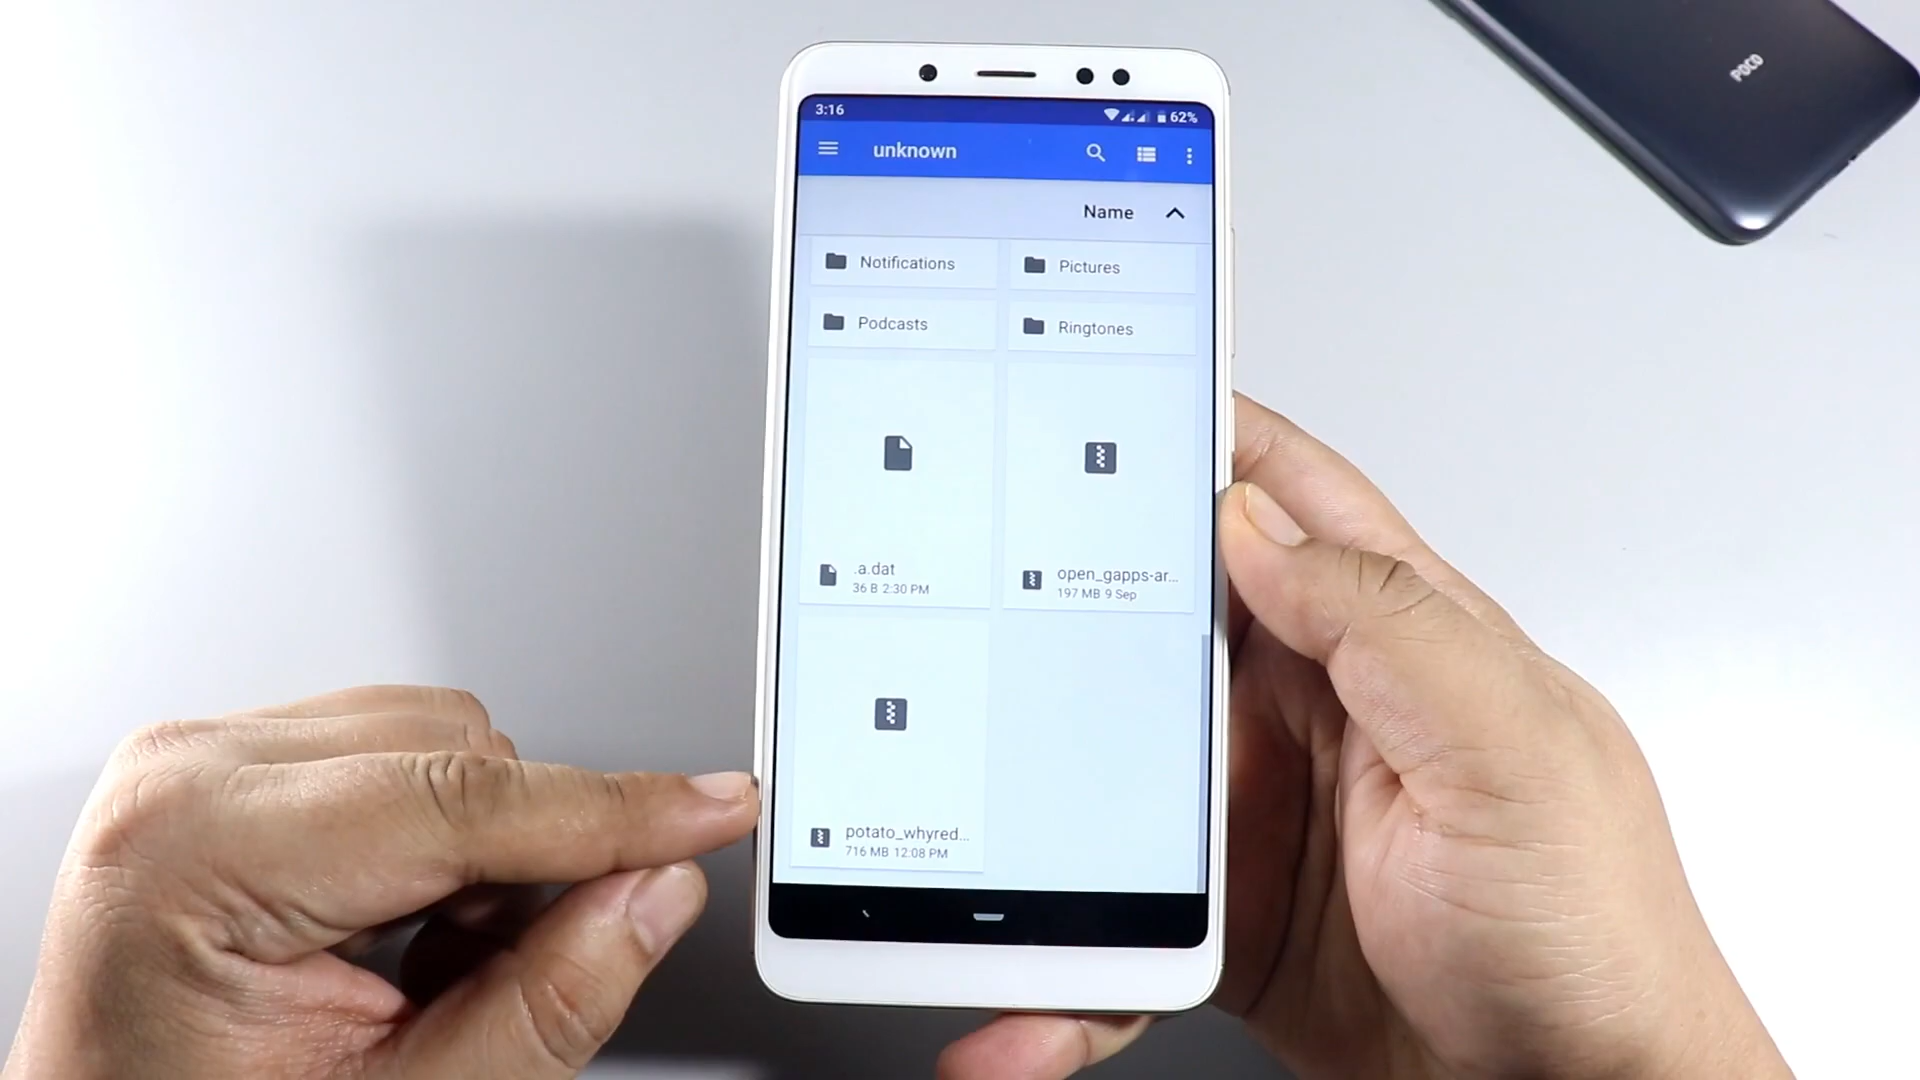 POCO
3:16
62%
unknown
Name
Notifications
Pictures
Podcasts
Ringtones
.a.dat
36 B 2:30 PM
open_gapps-ar...
197 MB 9 Sep
potato_whyred...
716 MB 12:08 PM